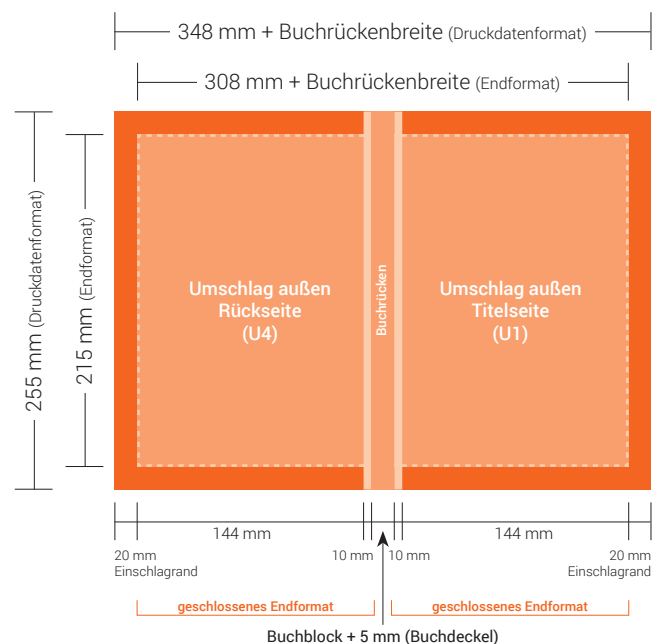 348 mm + Buchrückenbreite (Druckdatenformat)
308 mm + Buchrückenbreite (Endformat)
255 mm (Druckdatenformat)
215 mm (Endformat)
Umschlag außen
Rückseite
(U4)
Buchrücken
Umschlag außen
Titelseite
(U1)
144 mm
144 mm
20 mm
Einschlagrand
10 mm
10 mm
20 mm
Einschlagrand
geschlossenes Endformat
geschlossenes Endformat
Buchblock + 5 mm (Buchdeckel)